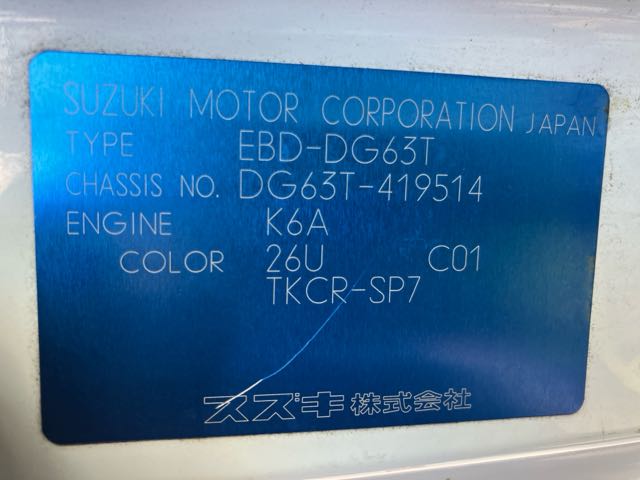 SUZUKI MOTOR CORPORATION JAPAN
TYPE EBD-DG63T
CHASSIS NO. DG63T-419514
ENGINE K6A
COLOR 26U C01
TKCR-SP7
スズキ株式会社